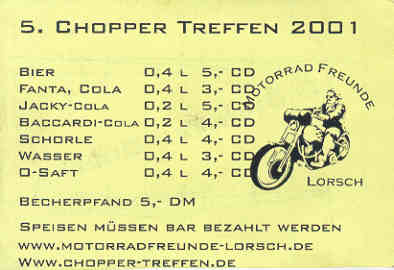 5. Chopper Treffen 2001
Bier 0,4 l 5,- CD
Fanta, Cola 0,4 l 3,- CD
Jacky-Cola 0,2 l 5,- CD
Baccardi-Cola 0,2 l 4,- CD
Schorle 0,4 l 4,- CD
Wasser 0,4 l 3,- CD
O-Saft 0,4 l 4,- CD
Motorrad Freunde
Lorsch
Becherpfand 5,- DM
Speisen müssen bar bezahlt werden
www.motorradfreunde-lorsch.de
www.chopper-treffen.de